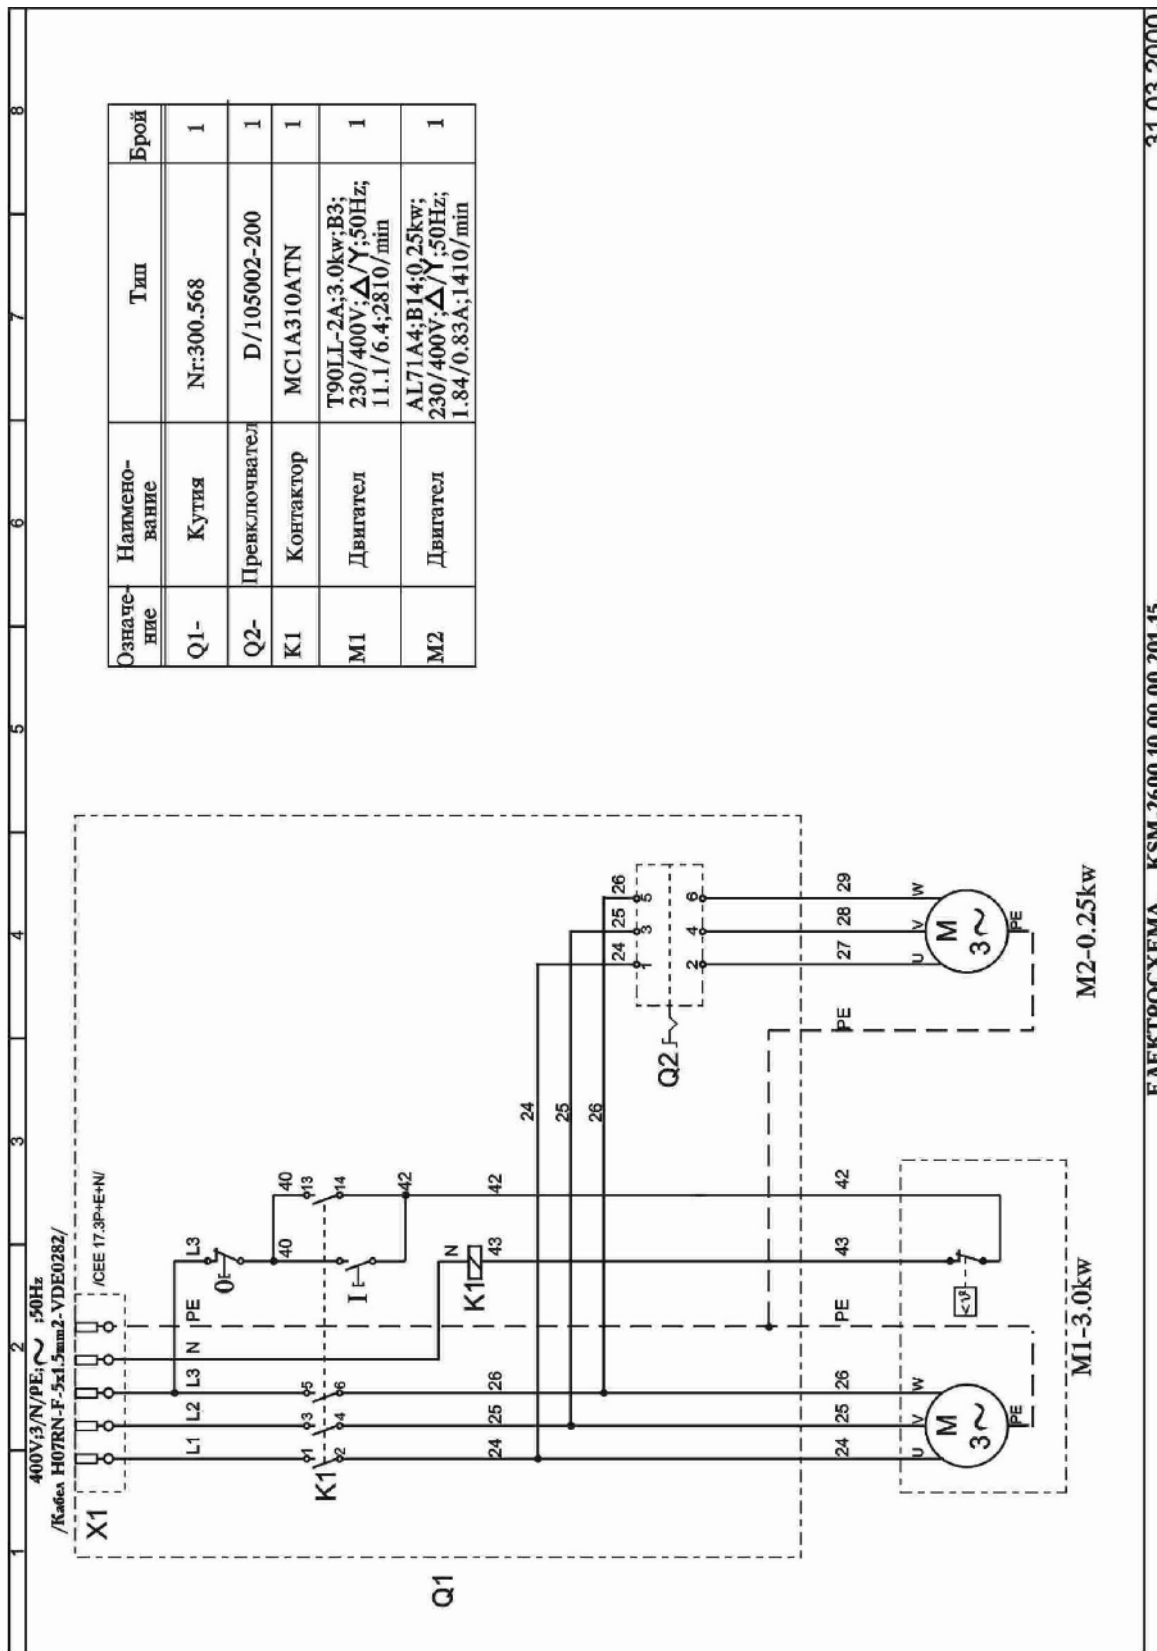 1 2 3 4 5 6 7 8
400V;3/N/PE;~;50Hz
/Кабел H07RN-F-5x1.5mm2-VDE0282/
X1
/CEE 17.3P+E+N/
L1 L2 L3 N PE L3
0
40 40
1 3 5 13
K1
I
2 4 6 14
42
24 25 26
N
K1
43 42
24
25
26
24 25 26
1 3 5
Q2
2 4 6
24 25 26 PE 43 42 PE 27 28 29
U V W
M
3~
PE
<ϑ
U V W
M
3~
PE
M1-3.0kw
M2-0.25kw
Q1
Означе-
ние
Наимено-
вание
Тип
Брой
Q1- Кутия Nr:300.568 1
Q2- Превключвател D/105002-200 1
K1 Контактор MC1A310ATN 1
M1 Двигател T90LL-2A;3.0kw;B3;
230/400V;Δ/Y;50Hz;
11.1/6.4;2810/min
1
M2 Двигател AL71A4;B14;0,25kw;
230/400V;Δ/Y;50Hz;
1.84/0.83A;1410/min
1
ЕЛЕКТРОСХЕМА KSM-2600.10.00.00.201.15 31.03.2000